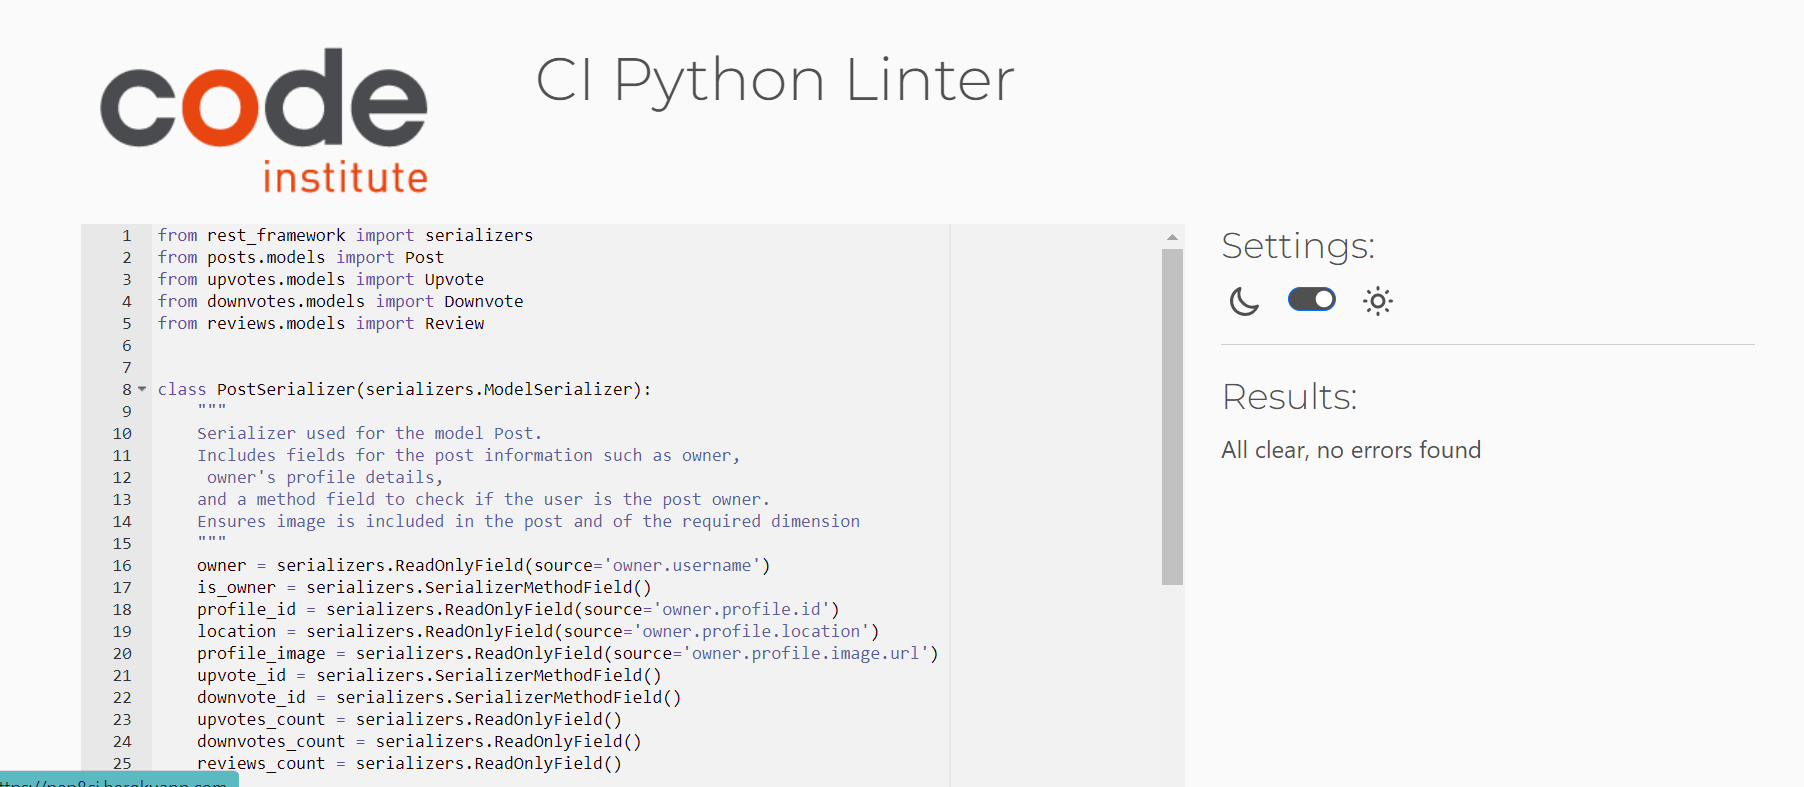 code
institute
CI Python Linter
1 from rest_framework import serializers
2 from posts.models import Post
3 from upvotes.models import Upvote
4 from downvotes.models import Downvote
5 from reviews.models import Review
6
7
8 class PostSerializer(serializers.ModelSerializer):
9     """
10     Serializer used for the model Post.
11     Includes fields for the post information such as owner,
12      owner's profile details,
13     and a method field to check if the user is the post owner.
14     Ensures image is included in the post and of the required dimension
15     """
16     owner = serializers.ReadOnlyField(source='owner.username')
17     is_owner = serializers.SerializerMethodField()
18     profile_id = serializers.ReadOnlyField(source='owner.profile.id')
19     location = serializers.ReadOnlyField(source='owner.profile.location')
20     profile_image = serializers.ReadOnlyField(source='owner.profile.image.url')
21     upvote_id = serializers.SerializerMethodField()
22     downvote_id = serializers.SerializerMethodField()
23     upvotes_count = serializers.ReadOnlyField()
24     downvotes_count = serializers.ReadOnlyField()
25     reviews_count = serializers.ReadOnlyField()
Settings:
Results:
All clear, no errors found